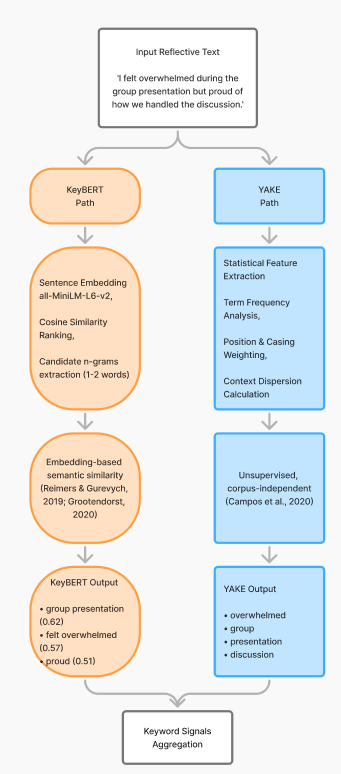 Input Reflective Text
'I felt overwhelmed during the
group presentation but proud of
how we handled the discussion.'
KeyBERT
Path
YAKE
Path
Sentence Embedding
all-MiniLM-L6-v2,
Cosine Similarity
Ranking,
Candidate n-grams
extraction (1-2 words)
Statistical Feature
Extraction
Term Frequency
Analysis,
Position & Casing
Weighting,
Context Dispersion
Calculation
Embedding-based
semantic similarity
(Reimers & Gurevych,
2019; Grootendorst,
2020)
Unsupervised,
corpus-independent
(Campos et al., 2020)
KeyBERT Output
• group presentation
(0.62)
• felt overwhelmed
(0.57)
• proud (0.51)
YAKE Output
• overwhelmed
• group
• presentation
• discussion
Keyword Signals
Aggregation